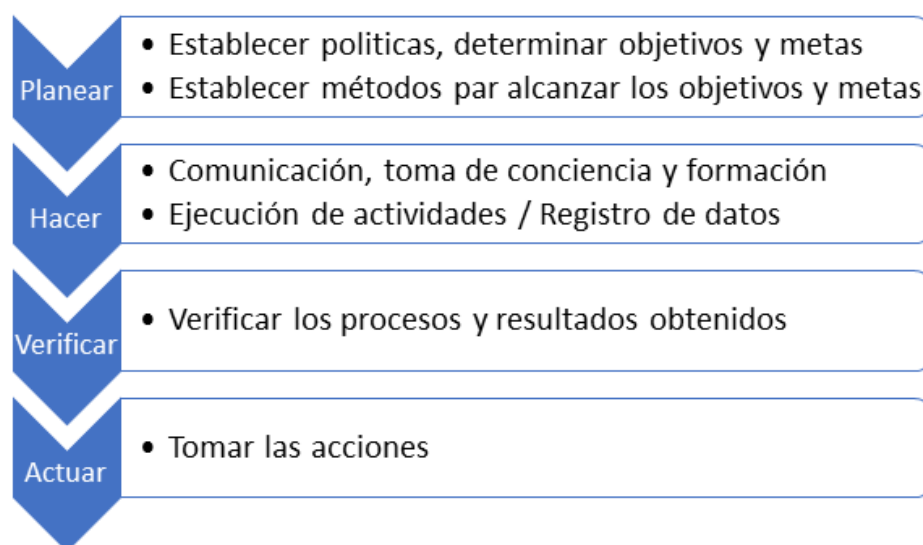 Planear
• Establecer politicas, determinar objetivos y metas
• Establecer métodos par alcanzar los objetivos y metas
Hacer
• Comunicación, toma de conciencia y formación
• Ejecución de actividades / Registro de datos
Verificar
• Verificar los procesos y resultados obtenidos
Actuar
• Tomar las acciones